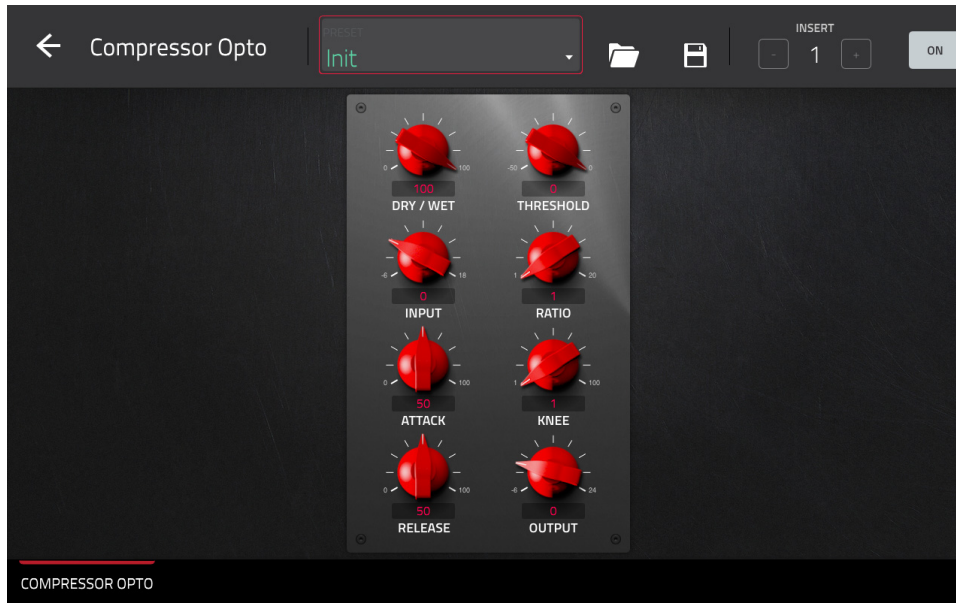 Compressor Opto
PRESET
Init
INSERT
- 1 +
ON
0 100
100
DRY / WET
-50 0
0
THRESHOLD
-6 18
0
INPUT
1 20
1
RATIO
0 100
50
ATTACK
1 100
1
KNEE
0 100
50
RELEASE
-6 24
0
OUTPUT
COMPRESSOR OPTO